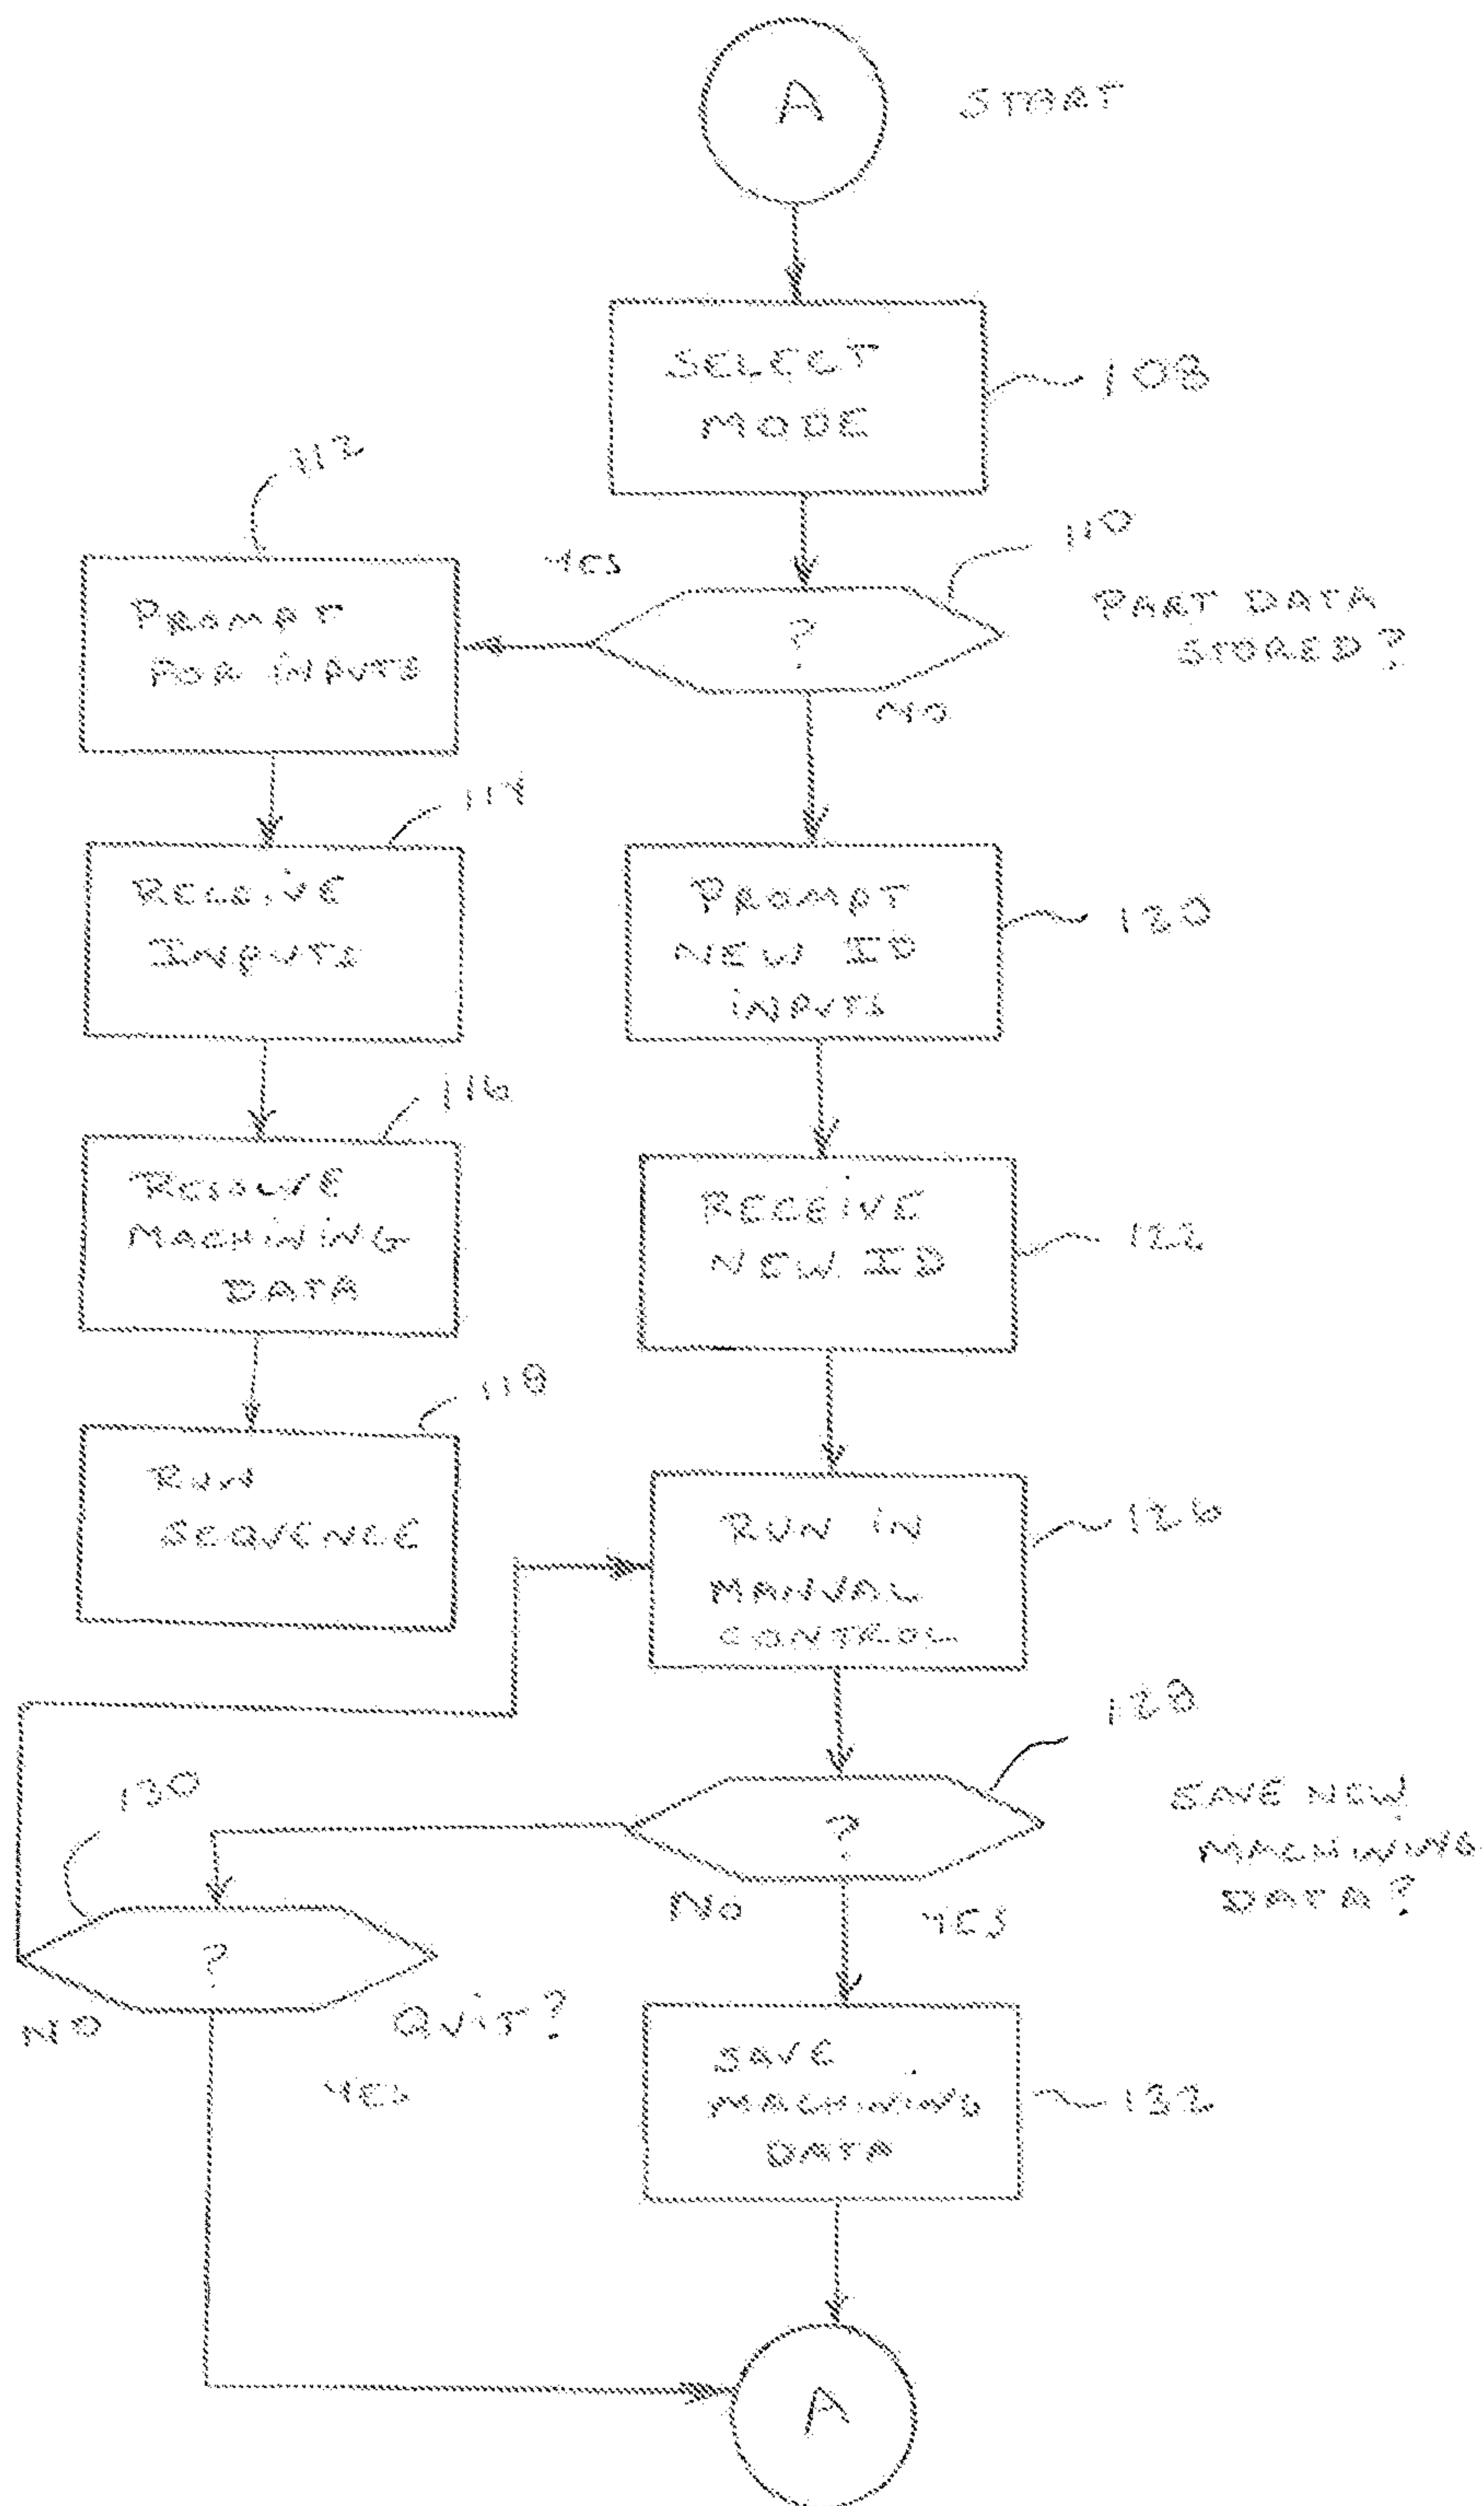 A
START
SELECT
MODE
108
112
YES
110
PROMPT
FOR INPUTS
?
PART DATA
STORED?
NO
114
RECEIVE
INPUTS
PROMPT
NEW ID
INPUTS
120
116
RESOLVE
MACHINING
DATA
RECEIVE
NEW ID
122
118
RUN
SEQUENCE
RUN IN
MANUAL
CONTROL
126
128
130
?
SAVE NEW
MACHINING
DATA?
No
YES
?
NO
QUIT?
YES
SAVE
MACHINING
DATA
132
A